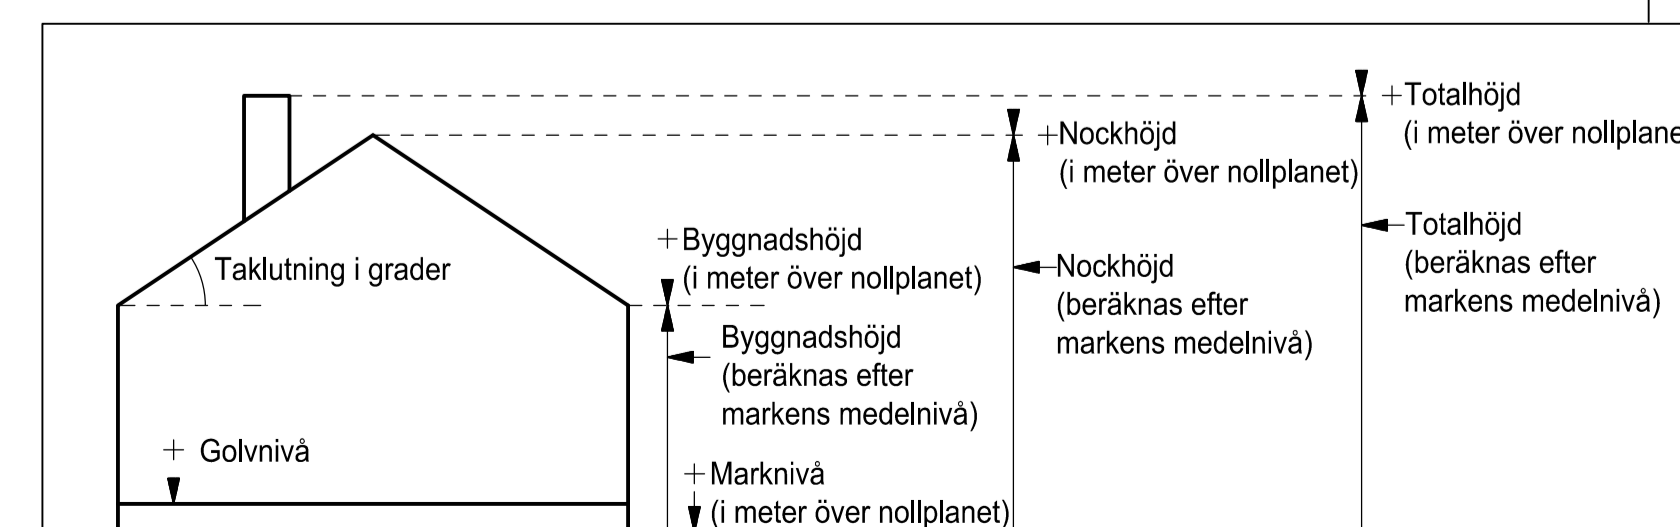 +Totalhöjd
(i meter över nollplane
+Nockhöjd
(i meter över nollplanet)
+Byggnadshöjd
(i meter över nollplanet)
Totalhöjd
(beräknas efter
markens medelnivå)
Taklutning i grader
Nockhöjd
(beräknas efter
markens medelnivå)
Byggnadshöjd
(beräknas efter
markens medelnivå)
+ Golvnivå
+Marknivå
(i meter över nollplanet)